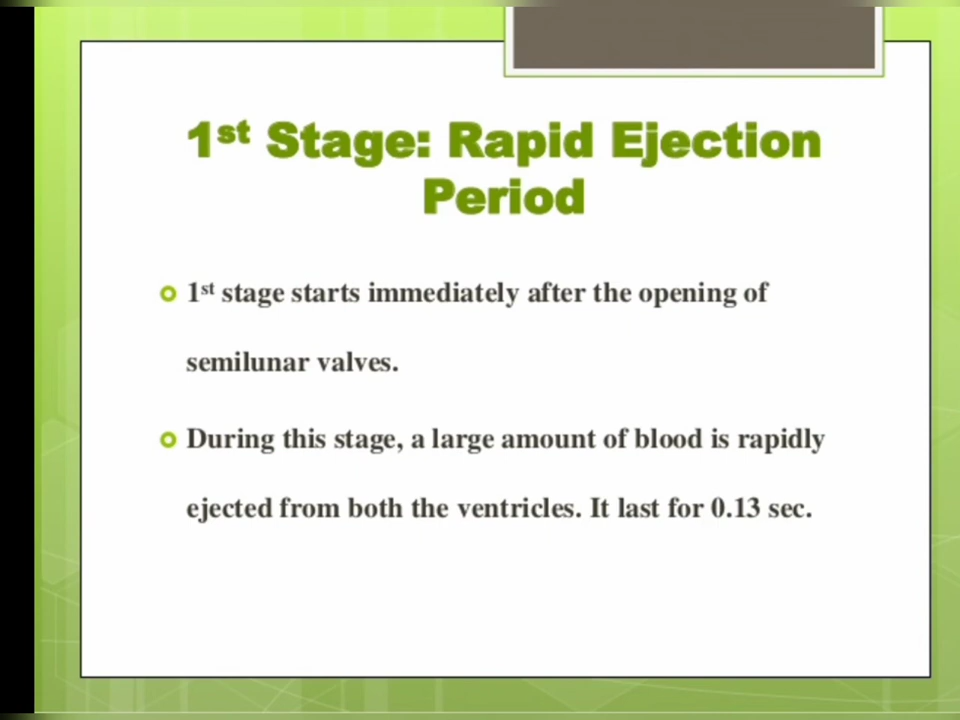 1st Stage: Rapid Ejection
Period
1st stage starts immediately after the opening of
semilunar valves.
During this stage, a large amount of blood is rapidly
ejected from both the ventricles. It last for 0.13 sec.